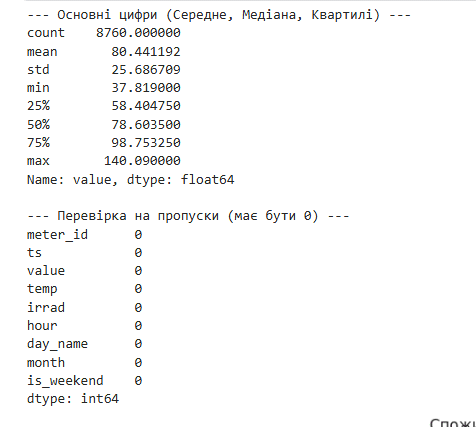 --- Основні цифри (Середне, Медіана, Квартилі) ---
count    8760.000000
mean       80.441192
std        25.686709
min        37.819000
25%        58.404750
50%        78.603500
75%        98.753250
max       140.090000
Name: value, dtype: float64
--- Перевірка на пропуски (має бути 0) ---
meter_id      0
ts            0
value         0
temp          0
irrad         0
hour          0
day_name      0
month         0
is_weekend    0
dtype: int64